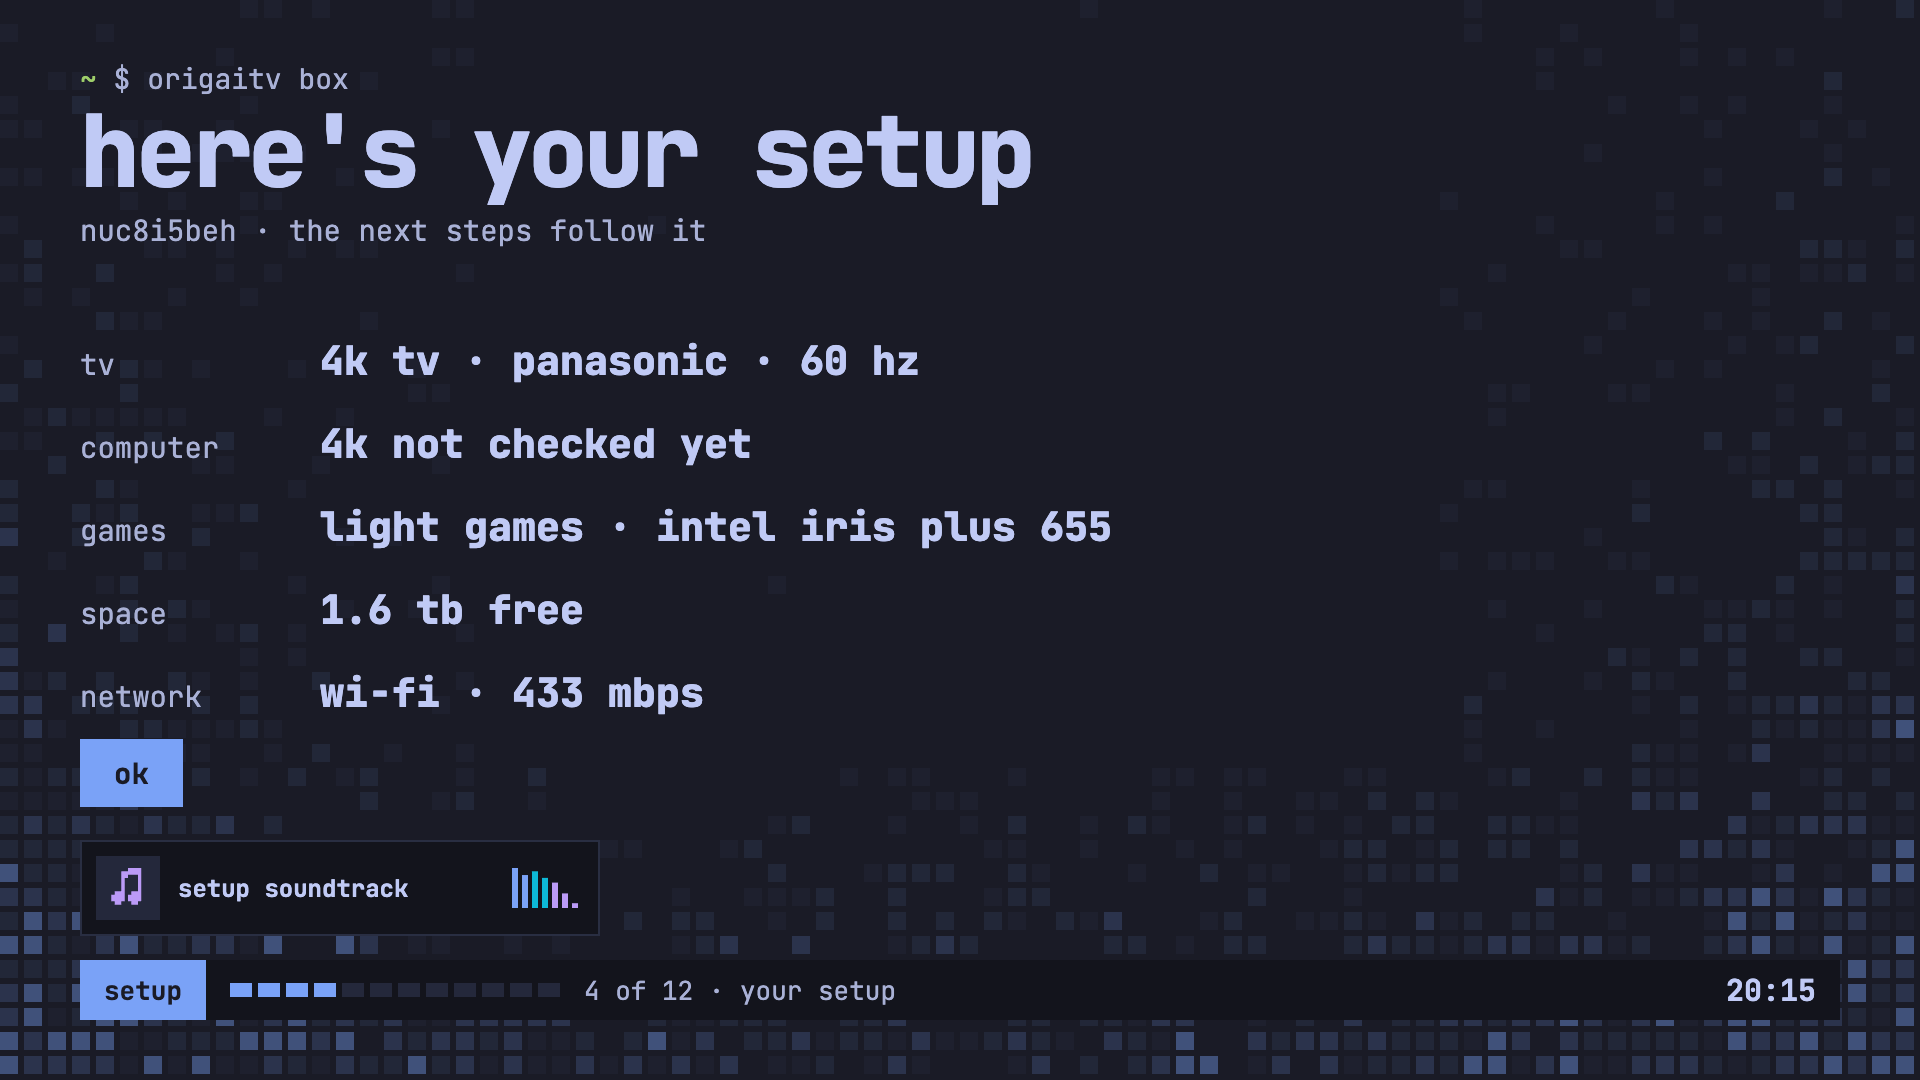 ~ $ origaitv box
here's your setup
nuc8i5beh · the next steps follow it
tv 4k tv · panasonic · 60 hz
computer 4k not checked yet
games light games · intel iris plus 655
space 1.6 tb free
network wi-fi · 433 mbps
ok
setup soundtrack
setup 4 of 12 · your setup 20:15